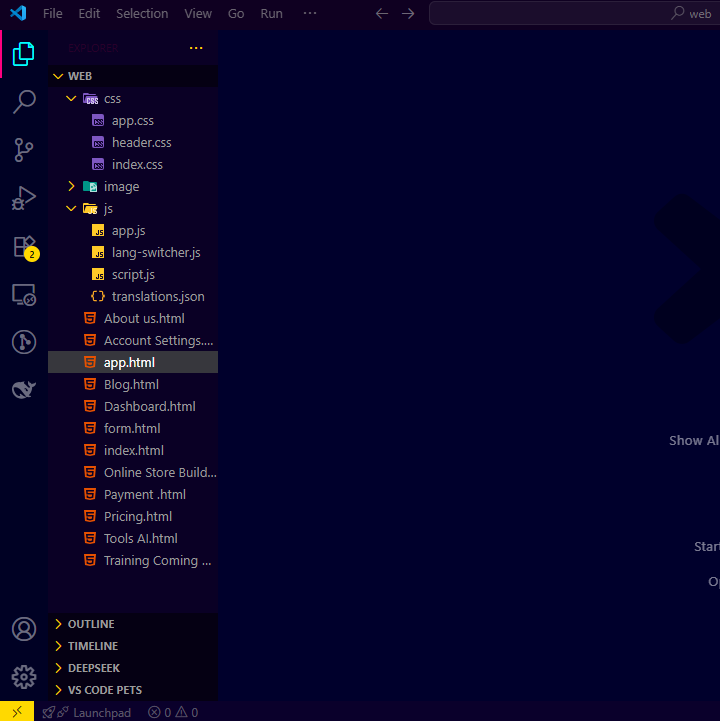 File Edit Selection View Go Run ···
web
EXPLORER ···
WEB
css
app.css
header.css
index.css
image
js
app.js
lang-switcher.js
script.js
translations.json
About us.html
Account Settings....
app.html
Blog.html
Dashboard.html
form.html
index.html
Online Store Build...
Payment .html
Pricing.html
Tools AI.html
Training Coming ...
2
Show Al
Start
Op
OUTLINE
TIMELINE
DEEPSEEK
VS CODE PETS
Launchpad 0 0